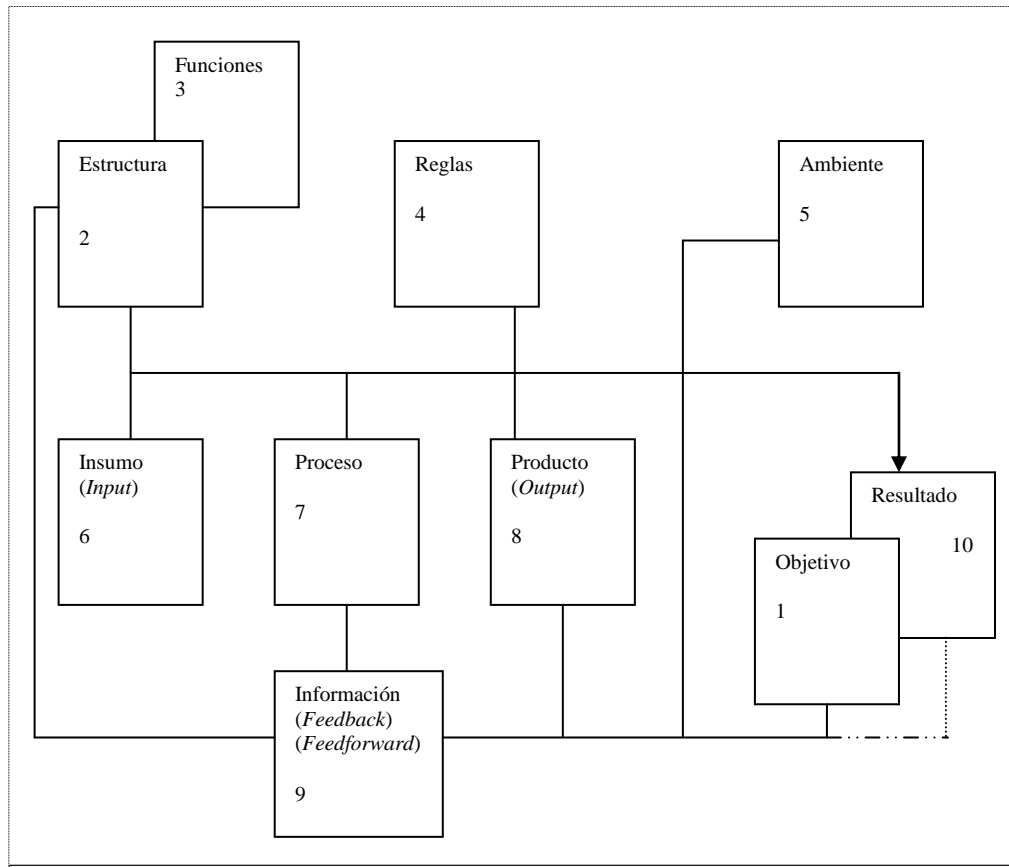 Funciones
3
Estructura
2
Reglas
4
Ambiente
5
Insumo
(Input)
6
Proceso
7
Producto
(Output)
8
Resultado
10
Objetivo
1
Información
(Feedback)
(Feedforward)
9